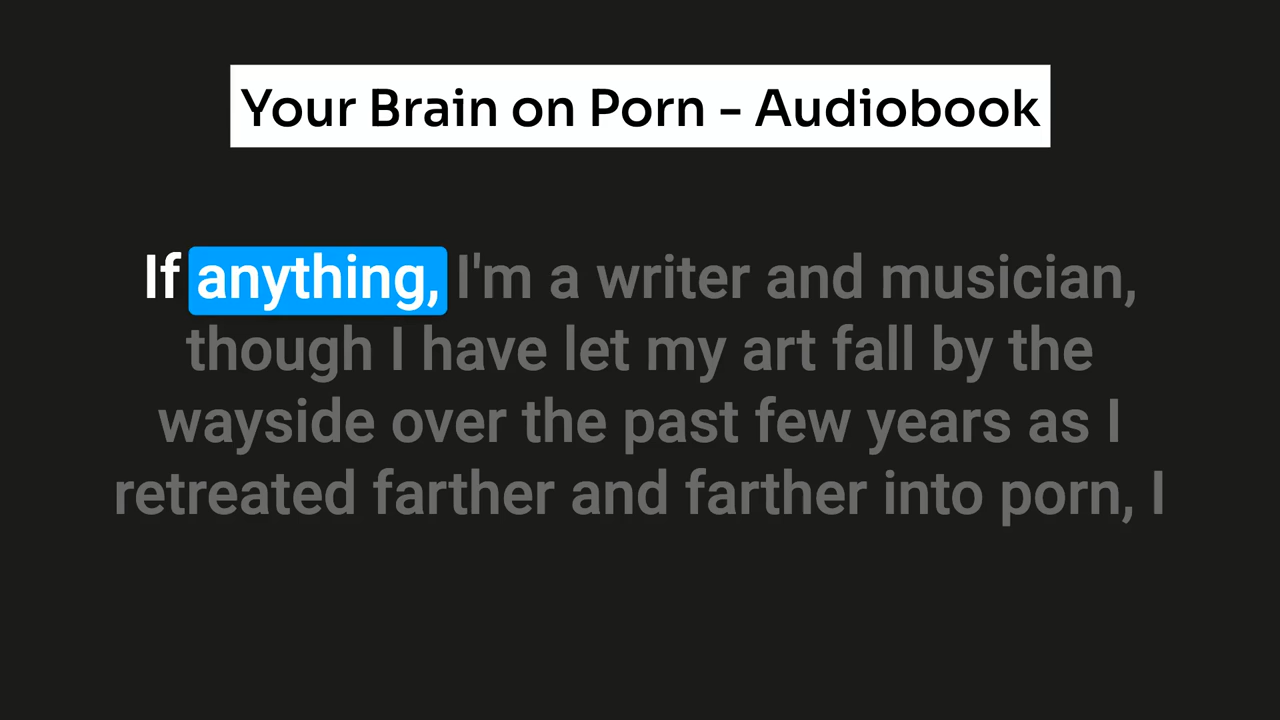 Your Brain on Porn - Audiobook
If anything, I'm a writer and musician,
though I have let my art fall by the
wayside over the past few years as I
retreated farther and farther into porn, I